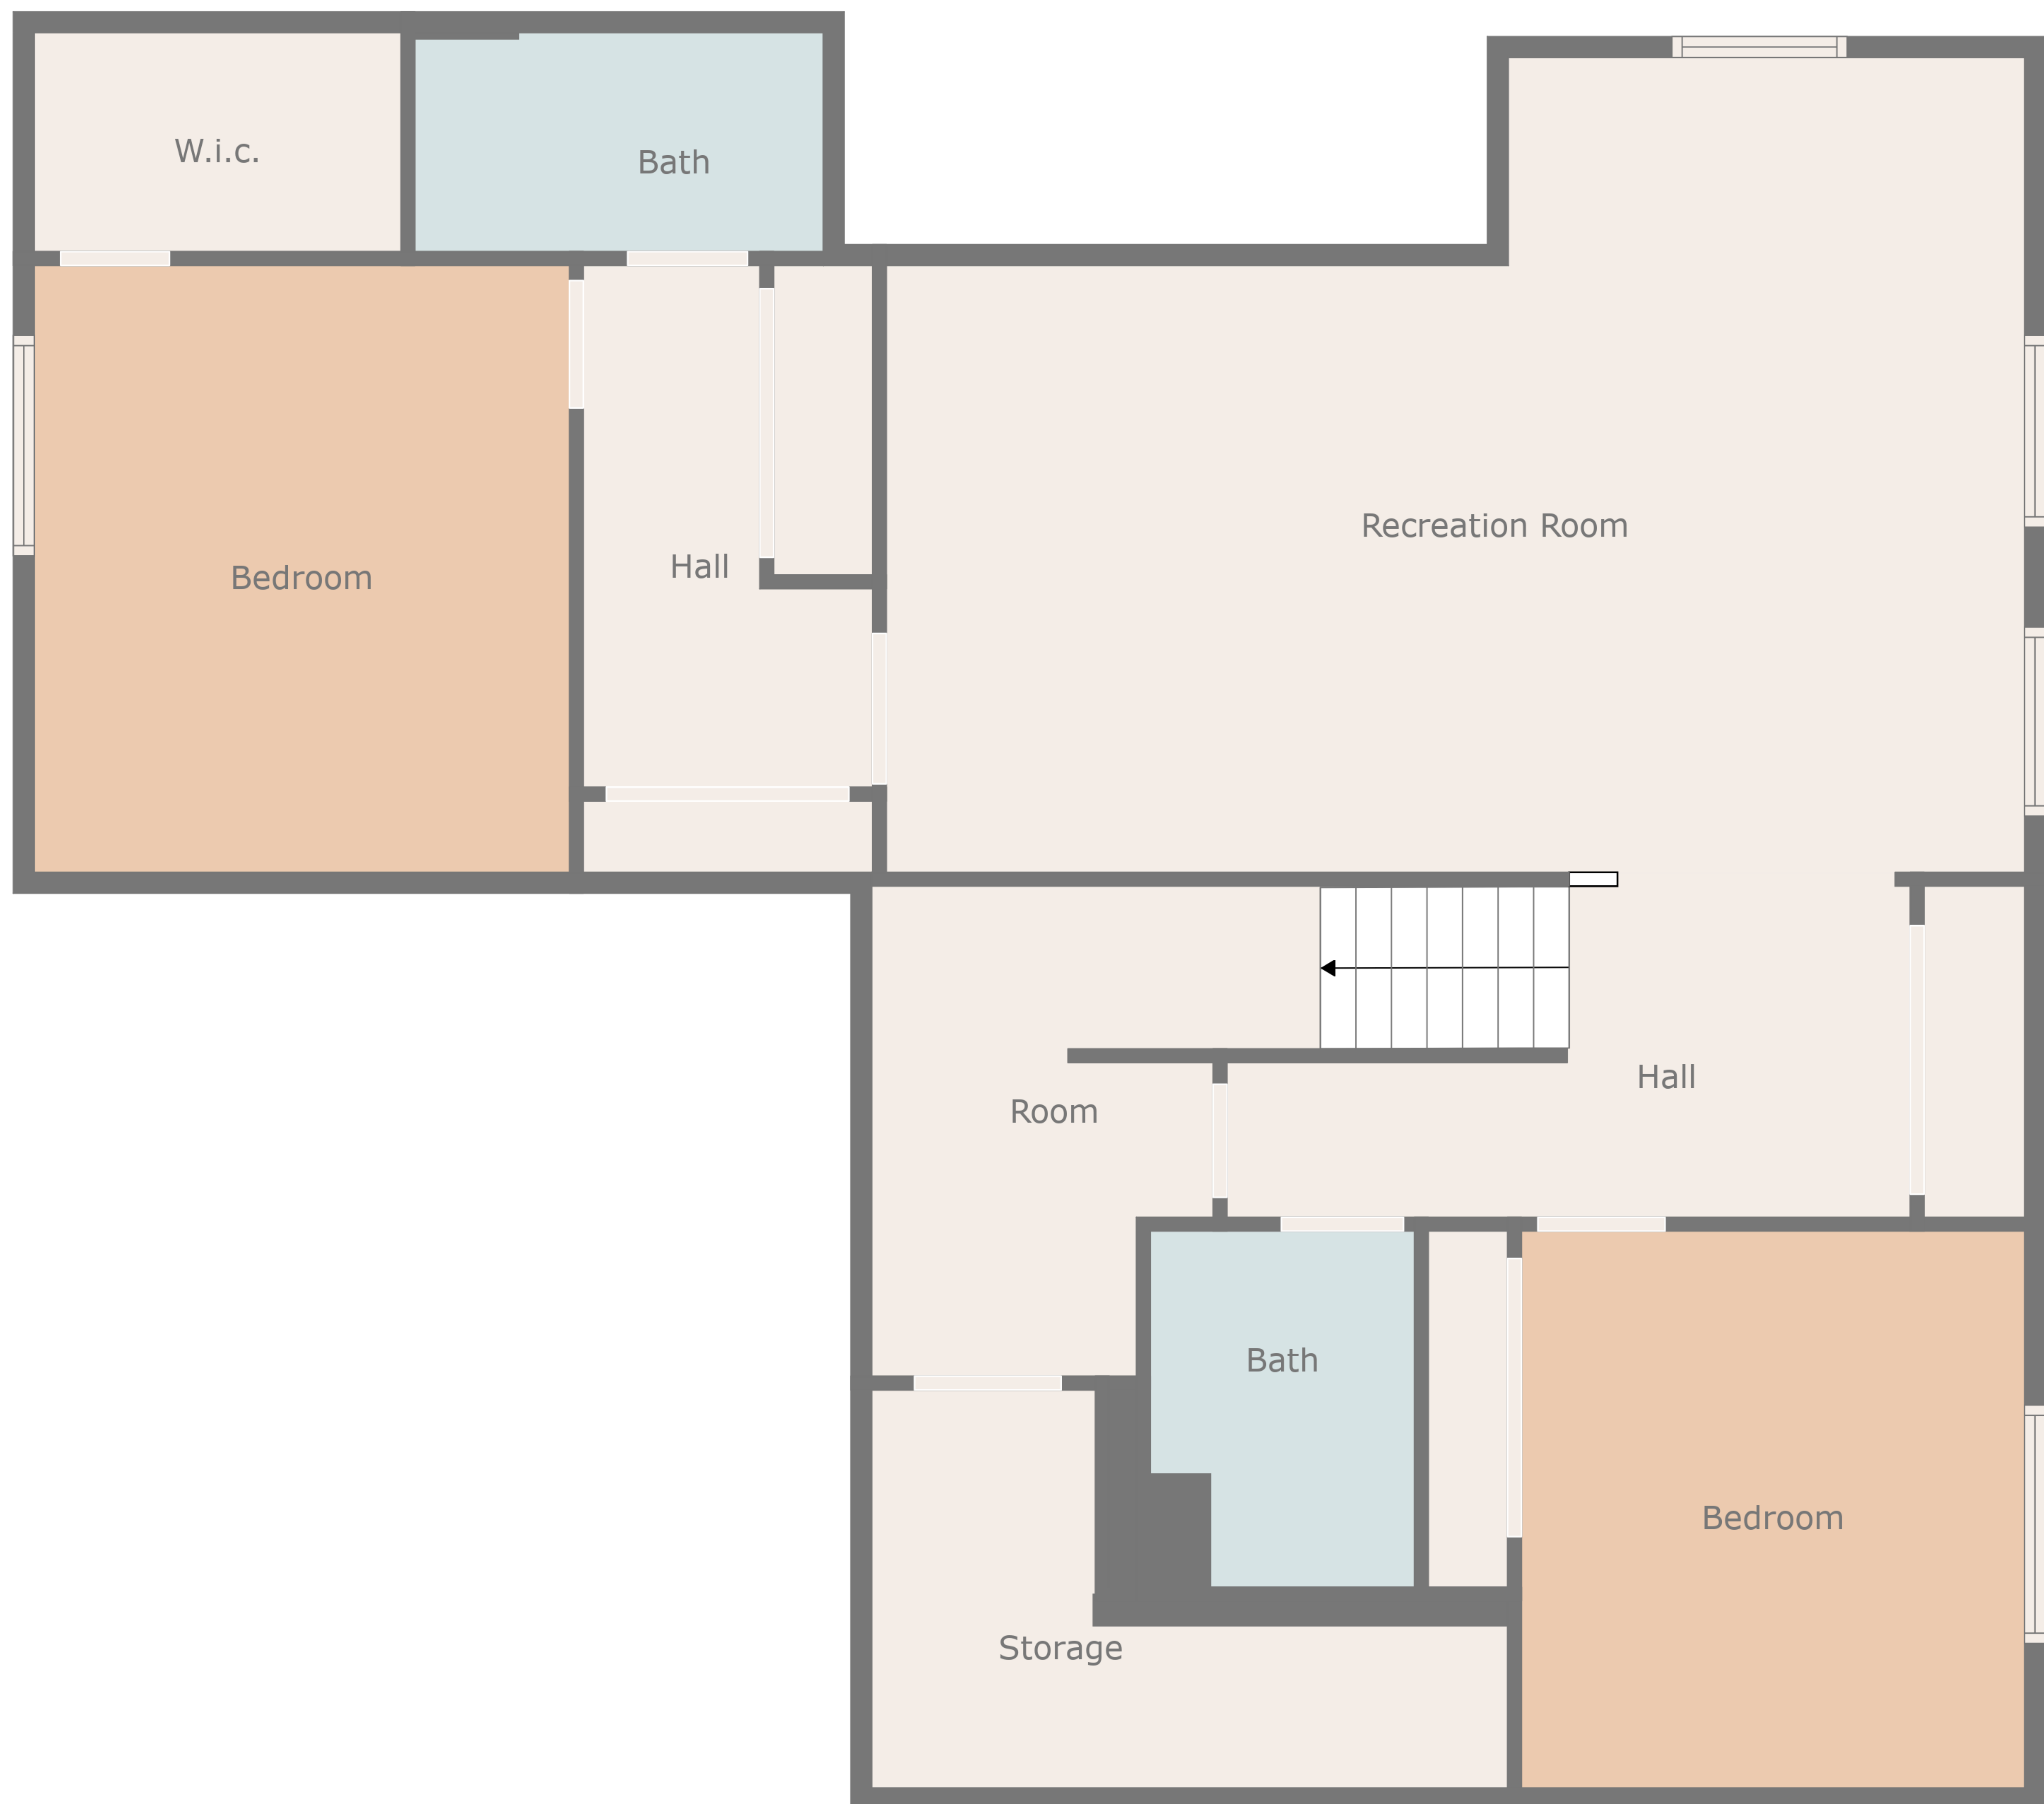 W.i.c.
Bath
Recreation Room
Hall
Bedroom
Hall
Room
Bath
Bedroom
Storage